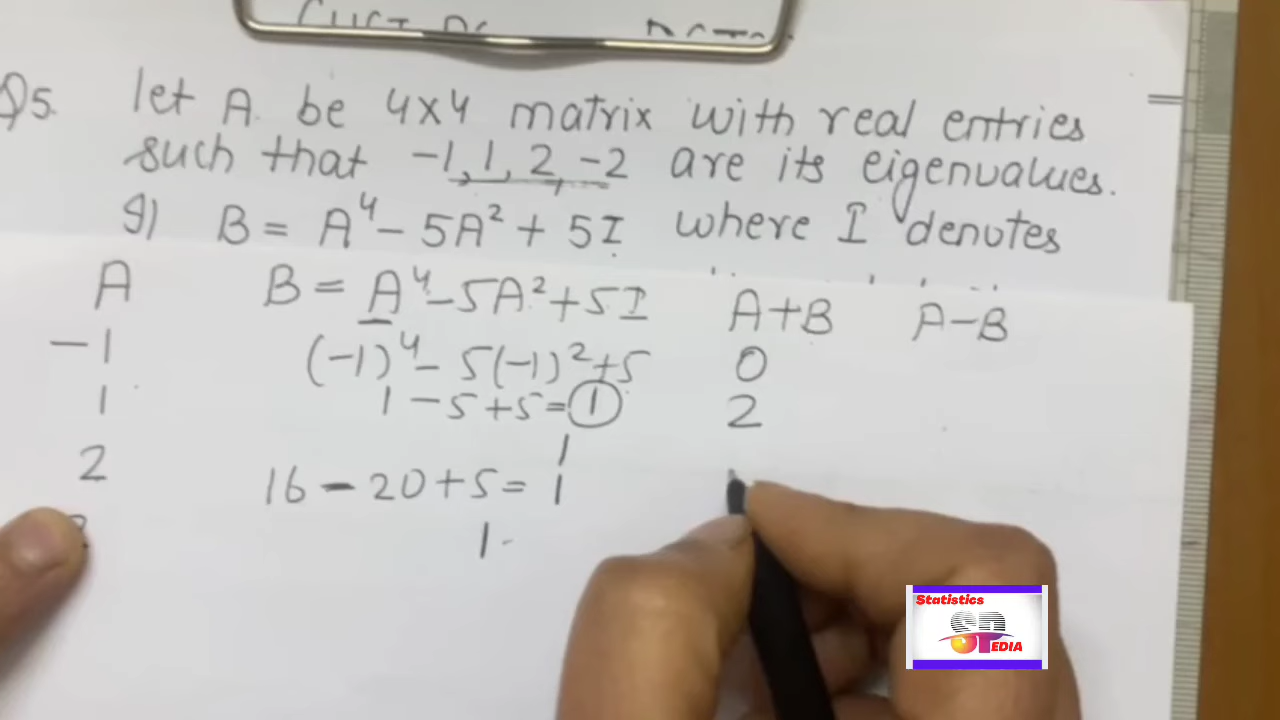 Q5. let A be 4x4 matrix with real entries
such that -1, 1, 2, -2 are its eigenvalues.
B = A⁴ - 5A² + 5I where I denotes
A B = A⁴ - 5A² + 5I A+B A-B
-1 (-1)⁴ - 5(-1)² + 5 0
1 1 - 5 + 5 = 1 2
1
2 16 - 20 + 5 = 1
1
Statistics
PEDIA